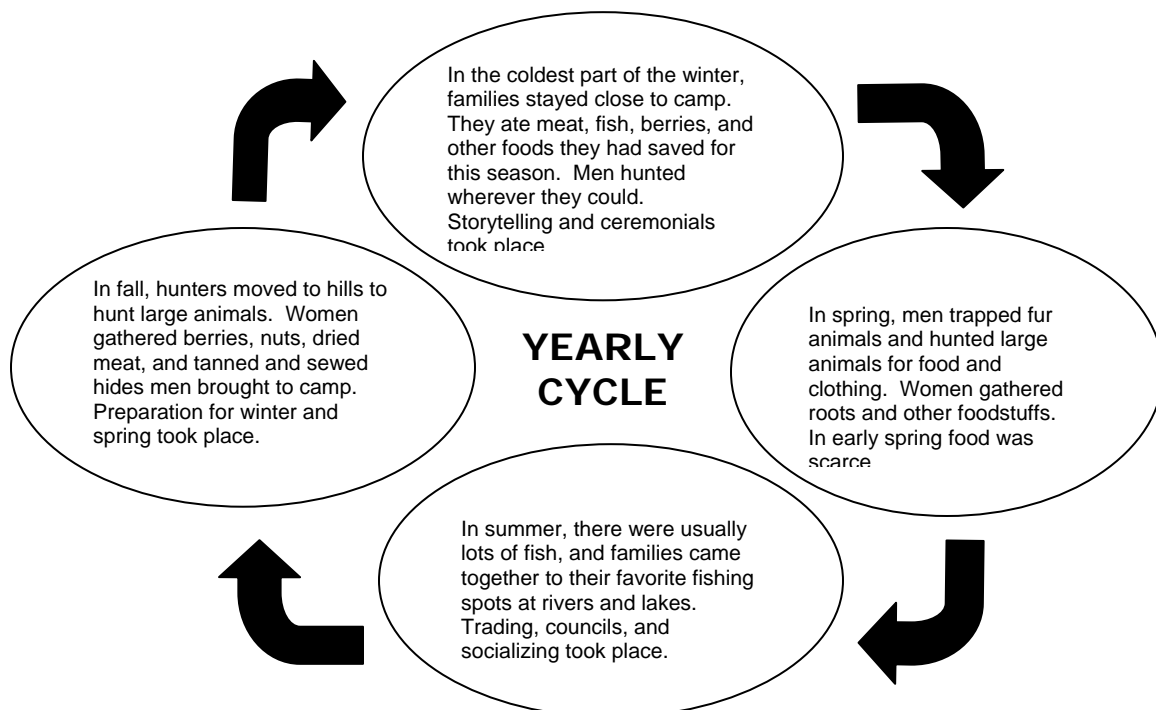 In the coldest part of the winter,
families stayed close to camp.
They ate meat, fish, berries, and
other foods they had saved for
this season.  Men hunted
wherever they could.
Storytelling and ceremonials
took place
In fall, hunters moved to hills to
hunt large animals.  Women
gathered berries, nuts, dried
meat, and tanned and sewed
hides men brought to camp.
Preparation for winter and
spring took place.
YEARLY
CYCLE
In spring, men trapped fur
animals and hunted large
animals for food and
clothing.  Women gathered
roots and other foodstuffs.
In early spring food was
scarce
In summer, there were usually
lots of fish, and families came
together to their favorite fishing
spots at rivers and lakes.
Trading, councils, and
socializing took place.